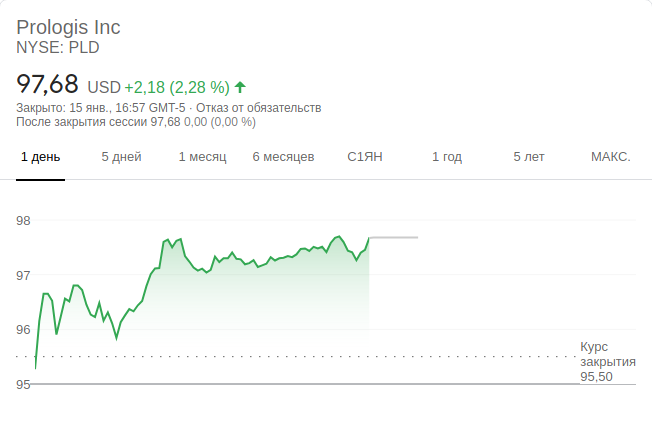 Prologis Inc
NYSE: PLD
97,68 USD +2,18 (2,28 %)
Закрыто: 15 янв., 16:57 GMT-5 · Отказ от обязательств
После закрытия сессии 97,68 0,00 (0,00 %)
1 день 5 дней 1 месяц 6 месяцев С1ЯН 1 год 5 лет МАКС.
98
97
96
95
Курс
закрытия
95,50